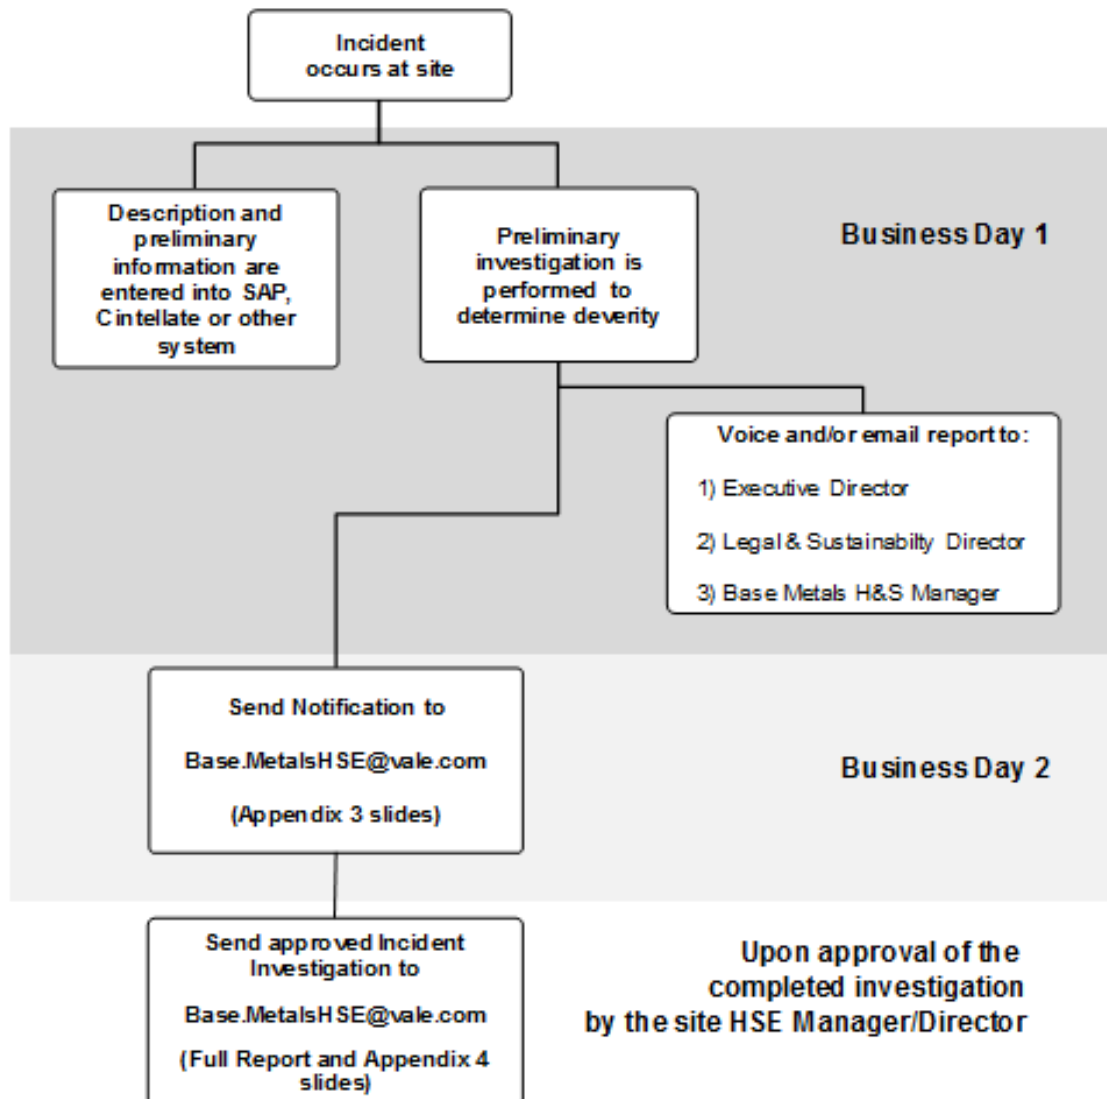 Incident
occurs at site
Description and
preliminary
information are
entered into SAP,
Cintellate or other
system
Preliminary
investigation is
performed to
determine deverity
Business Day 1
Voice and/or email report to:
1) Executive Director
2) Legal & Sustainabilty Director
3) Base Metals H&S Manager
Send Notification to
Base.MetalsHSE@vale.com
(Appendix 3 slides)
Business Day 2
Send approved Incident
Investigation to
Base.MetalsHSE@vale.com
(Full Report and Appendix 4
slides)
Upon approval of the
completed investigation
by the site HSE Manager/Director